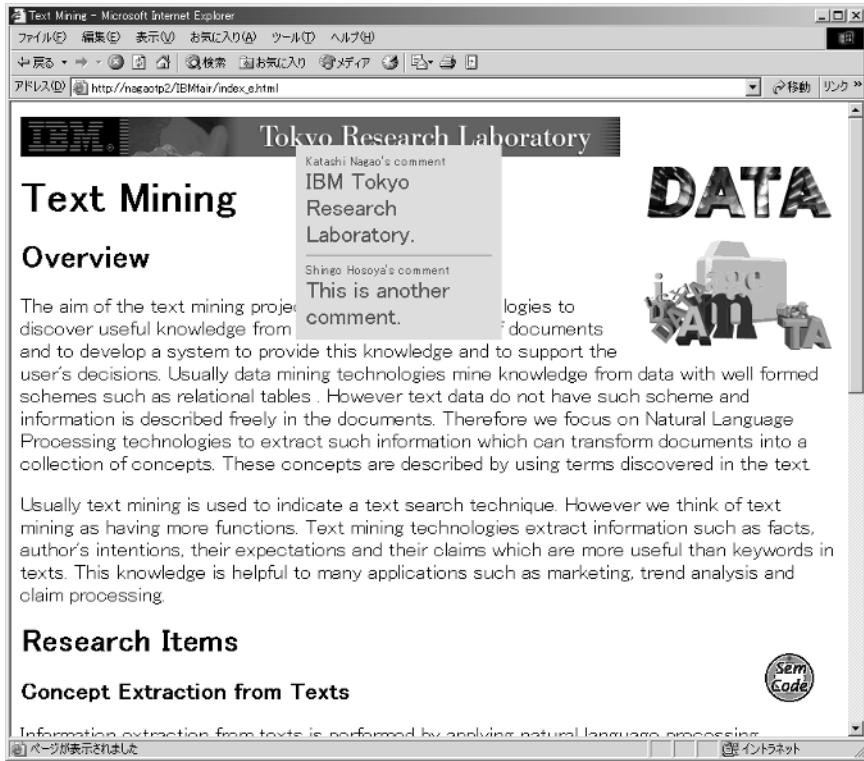 Text Mining - Microsoft Internet Explorer
ファイル(F) 編集(E) 表示(V) お気に入り(A) ツール(T) ヘルプ(H)
戻る 検索 お気に入り メディア
アドレス(D) http://nagaotp2/IBMfair/index_e.html 移動 リンク »
IBM® Tokyo Research Laboratory
Katashi Nagao's comment
IBM Tokyo
Research
Laboratory.
Shingo Hosoya's comment
This is another
comment.
DATA
Text Mining
Overview
The aim of the text mining projec logies to
discover useful knowledge from f documents
and to develop a system to provide this knowledge and to support the
user's decisions. Usually data mining technologies mine knowledge from data with well formed
schemes such as relational tables . However text data do not have such scheme and
information is described freely in the documents. Therefore we focus on Natural Language
Processing technologies to extract such information which can transform documents into a
collection of concepts. These concepts are described by using terms discovered in the text.
Usually text mining is used to indicate a text search technique. However we think of text
mining as having more functions. Text mining technologies extract information such as facts,
author's intentions, their expectations and their claims which are more useful than keywords in
texts. This knowledge is helpful to many applications such as marketing, trend analysis and
claim processing.
Research Items
Sem
Code
Concept Extraction from Texts
Information extraction from texts is performed by applying natural language processing
ページが表示されました イントラネット